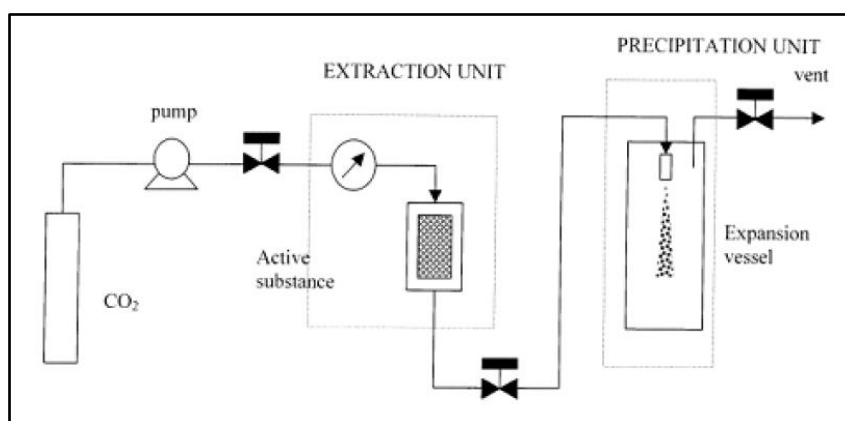 PRECIPITATION UNIT
vent
EXTRACTION UNIT
pump
Active
substance
Expansion
vessel
CO₂